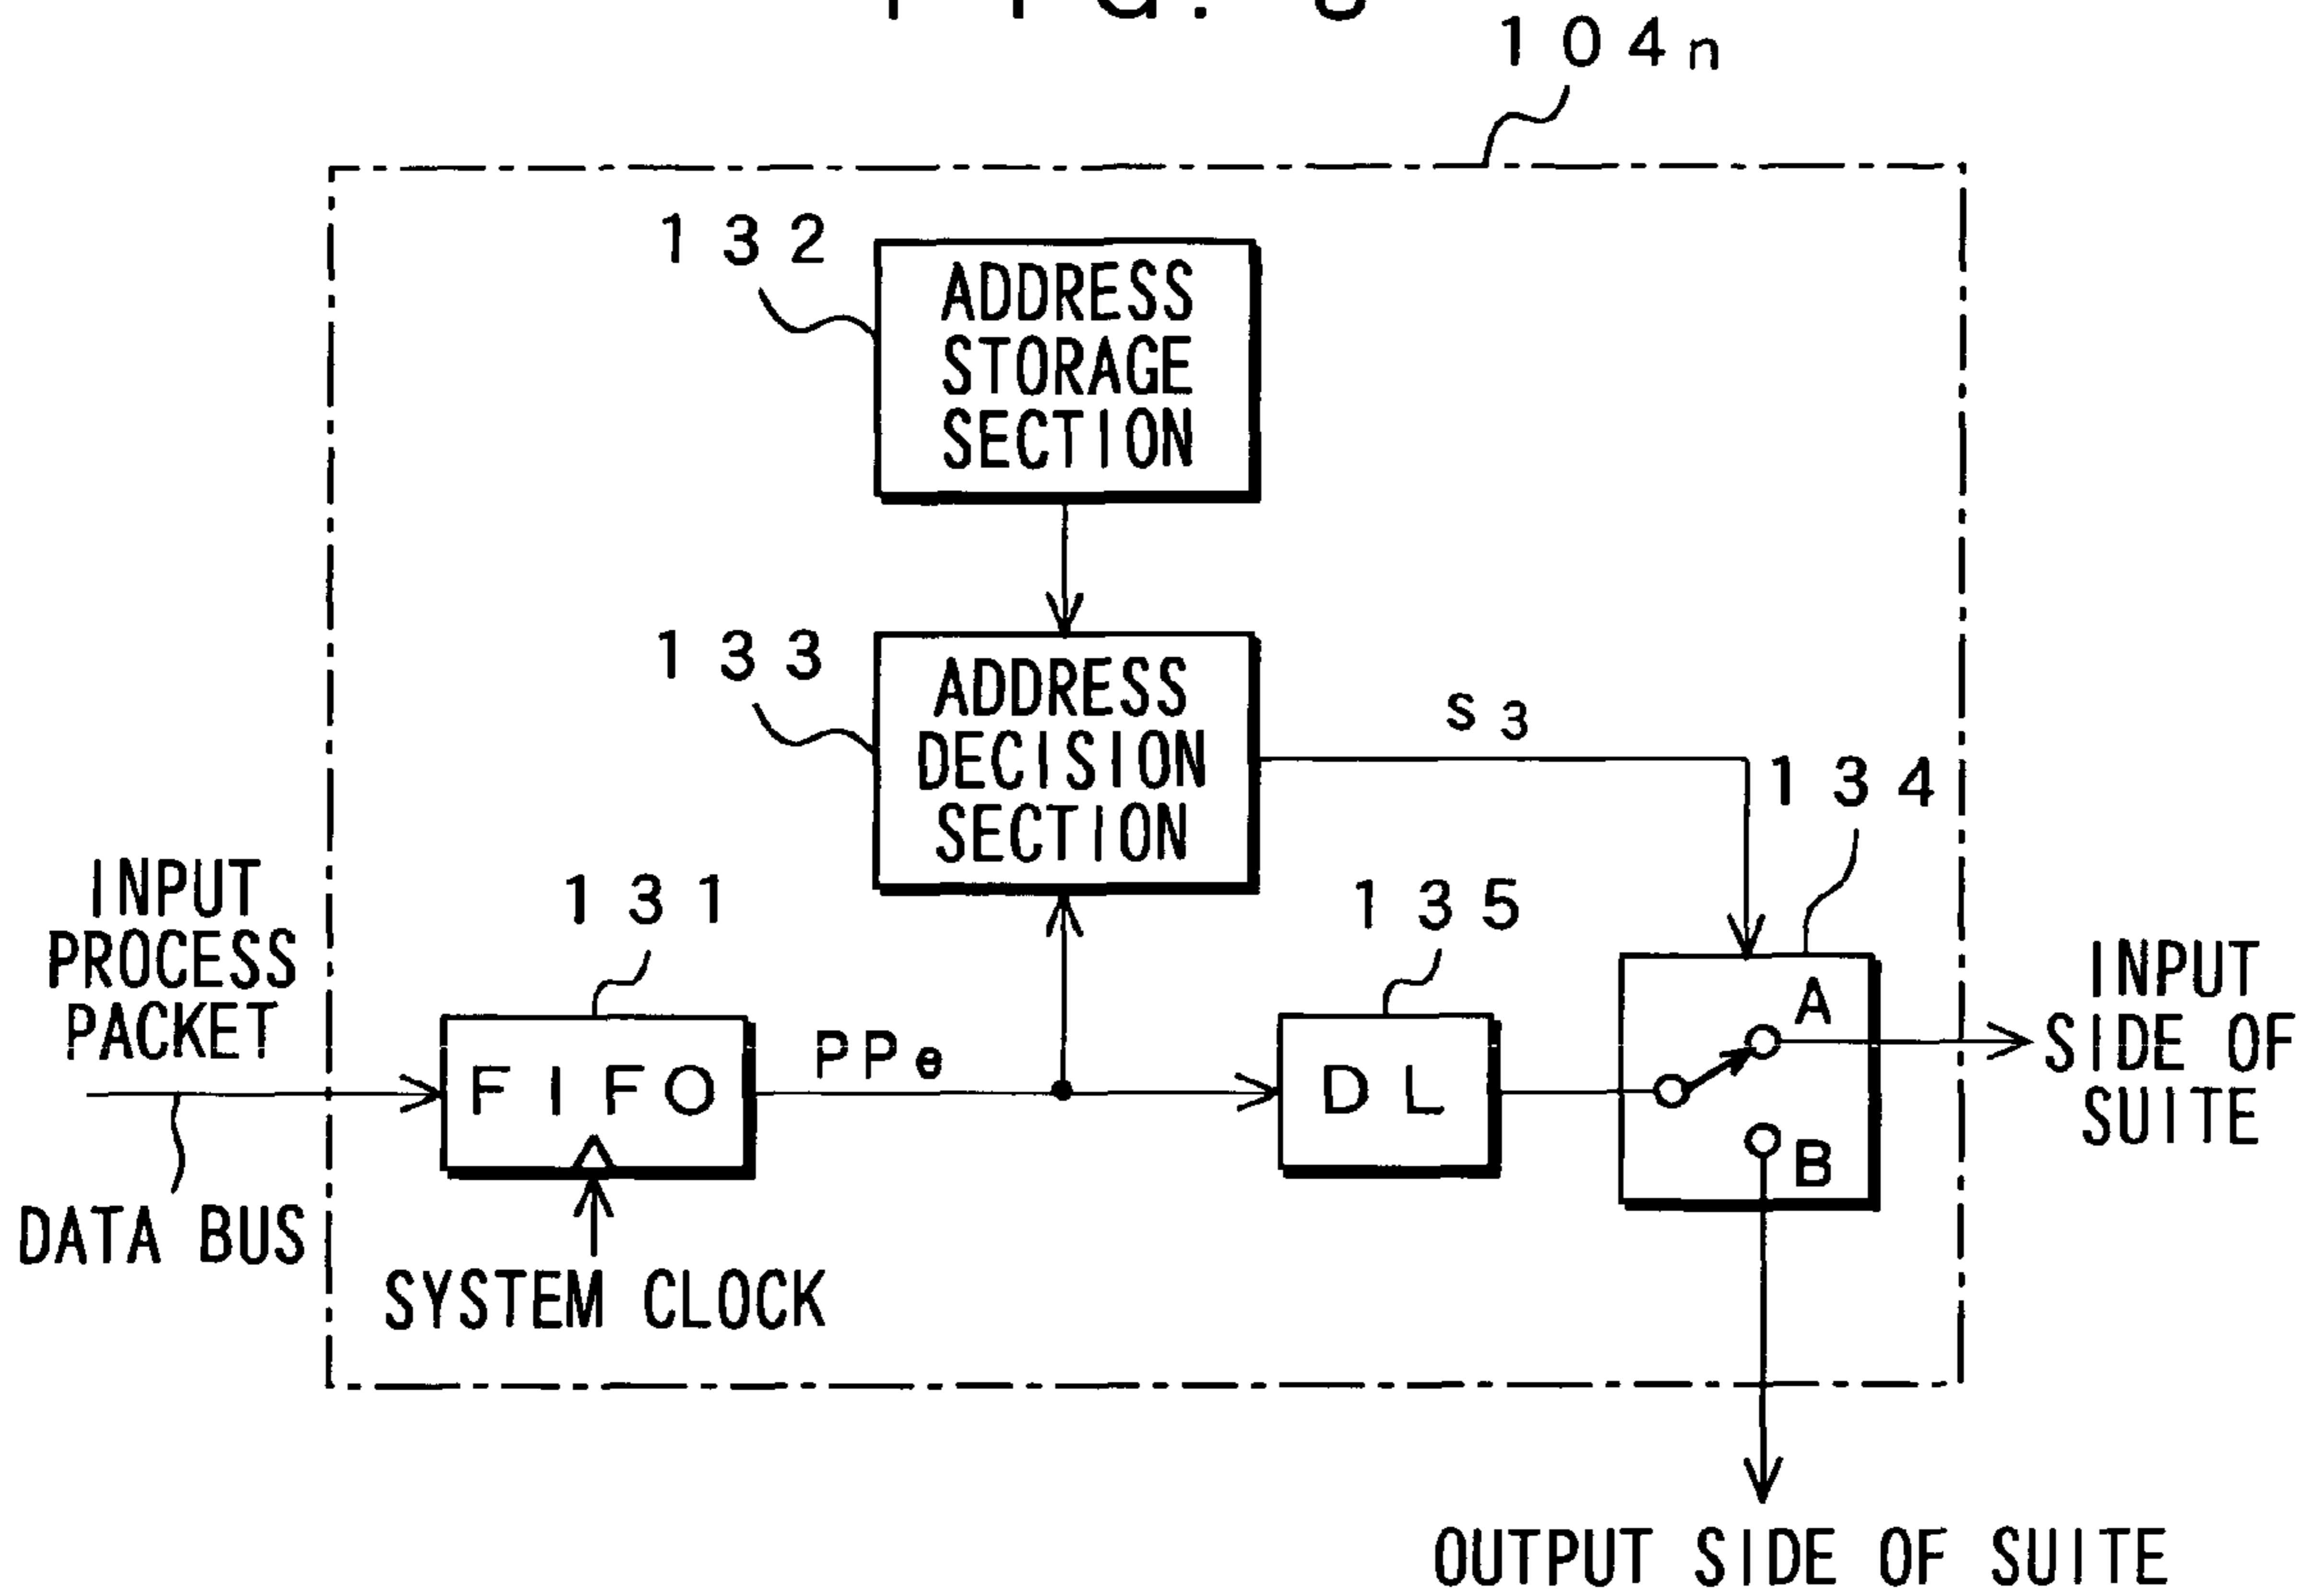 104n
132
ADDRESS
STORAGE
SECTION
133
ADDRESS
DECISION
SECTION
s3
134
INPUT
PROCESS
PACKET
131
135
FIFO
PPe
DL
A
B
INPUT
SIDE OF
SUITE
DATA BUS
SYSTEM CLOCK
OUTPUT SIDE OF SUITE